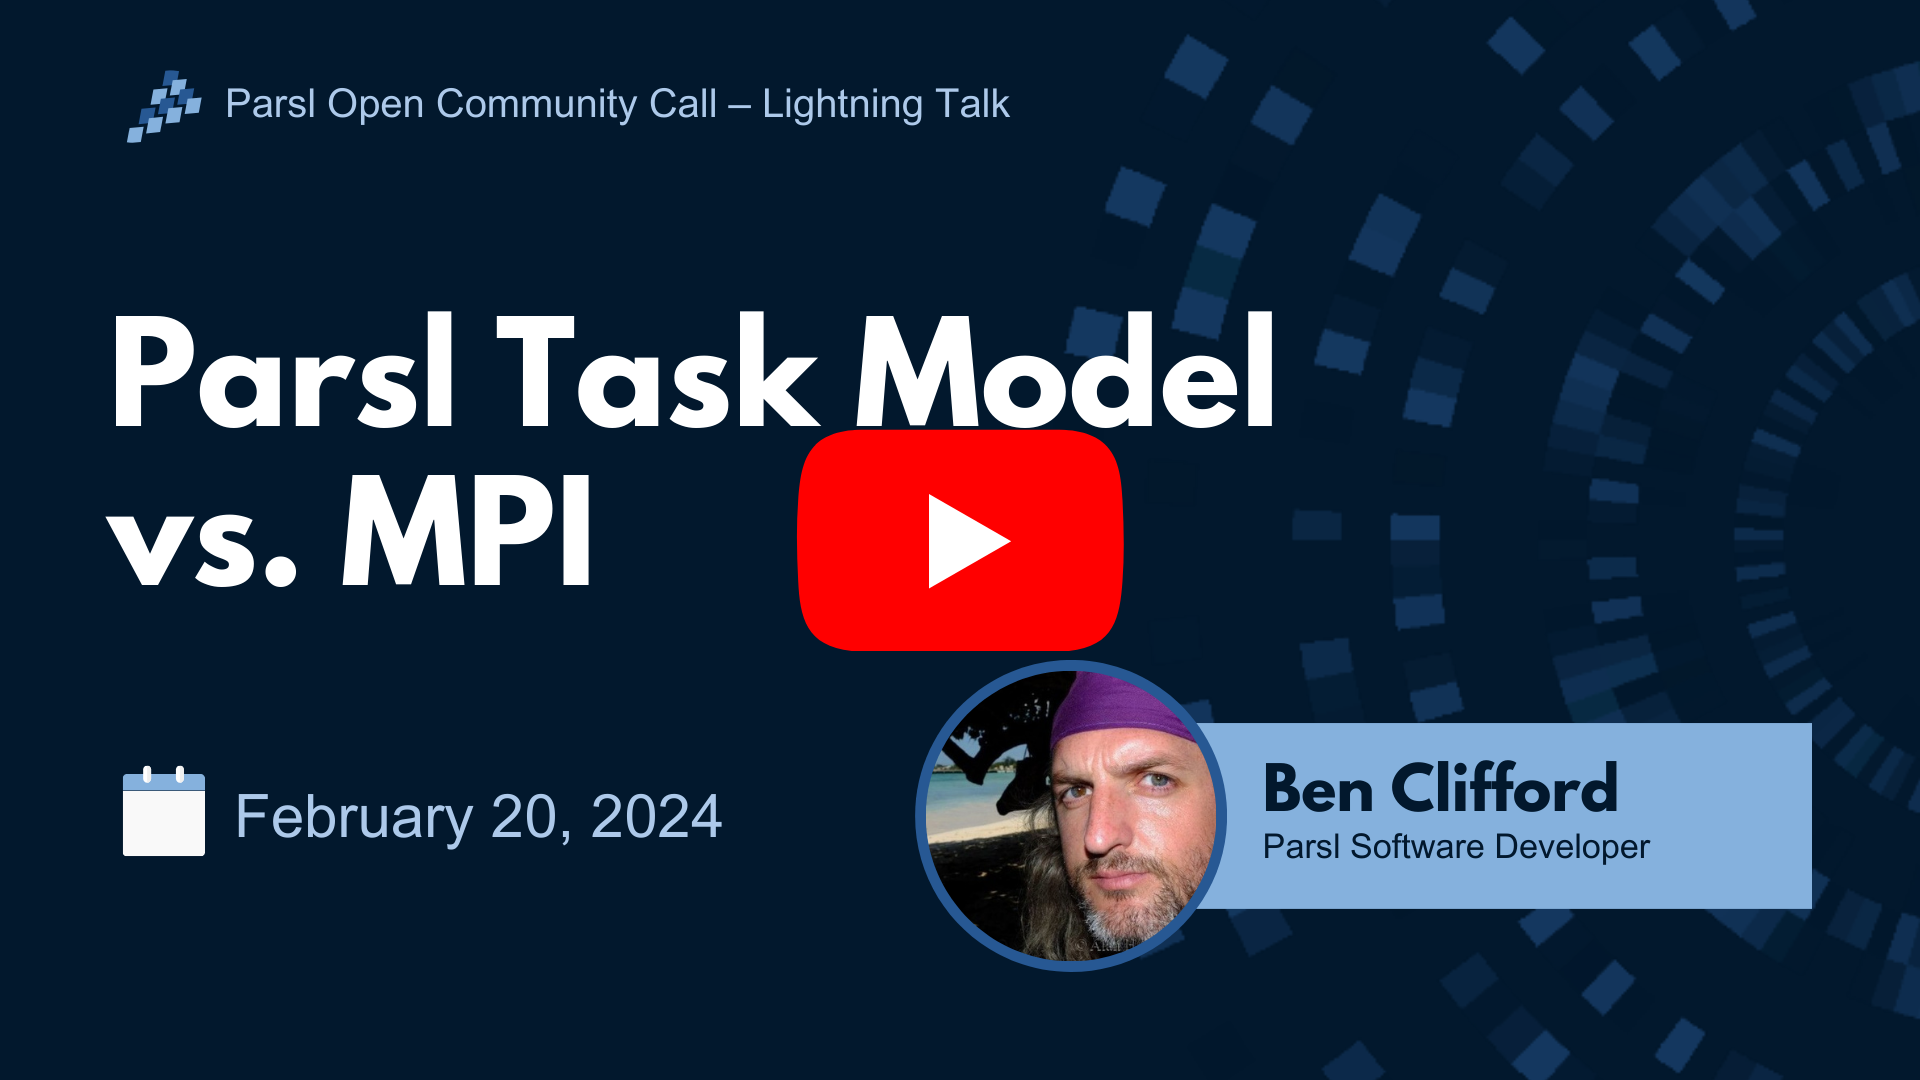 Parsl Open Community Call – Lightning Talk
Parsl Task Model
vs. MPI
February 20, 2024
Ben Clifford
Parsl Software Developer